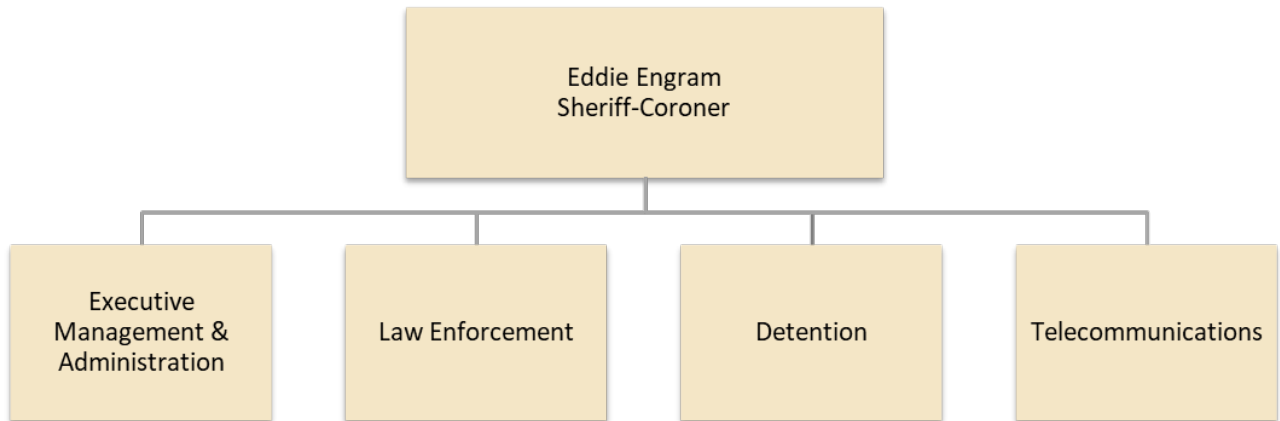 Eddie Engram
Sheriff-Coroner
Executive
Management &
Administration
Law Enforcement
Detention
Telecommunications